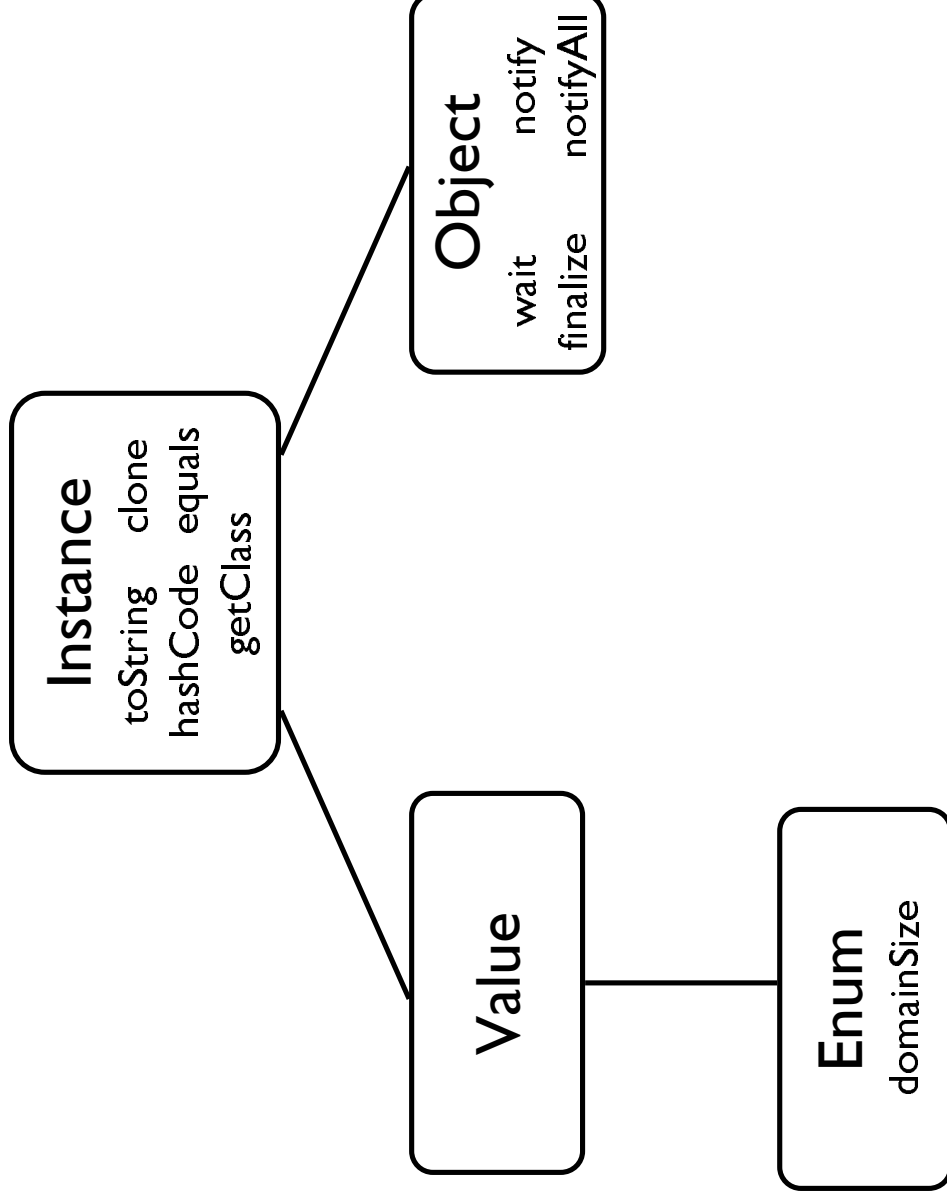 Instance
toString clone
hashCode equals
getClass
Value
Object
wait notify
finalize notifyAll
Enum
domainSize